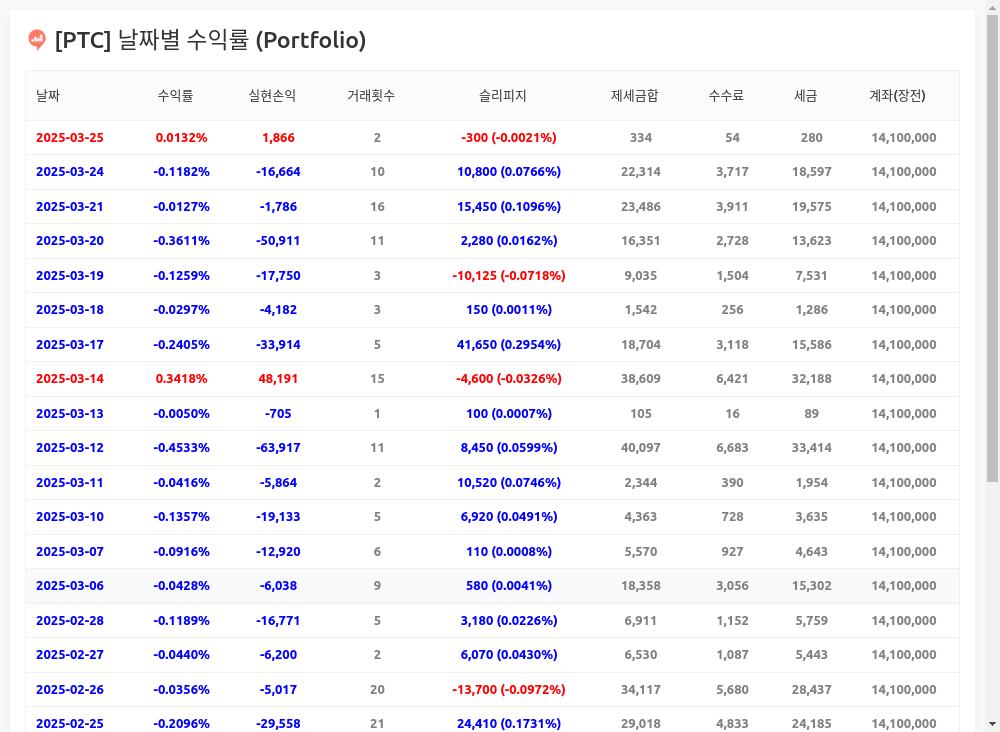 [PTC] 날짜별 수익률 (Portfolio)
날짜 수익률 실현손익 거래횟수 슬리피지 제세금합 수수료 세금 계좌(장전)
2025-03-25 0.0132% 1,866 2 -300 (-0.0021%) 334 54 280 14,100,000
2025-03-24 -0.1182% -16,664 10 10,800 (0.0766%) 22,314 3,717 18,597 14,100,000
2025-03-21 -0.0127% -1,786 16 15,450 (0.1096%) 23,486 3,911 19,575 14,100,000
2025-03-20 -0.3611% -50,911 11 2,280 (0.0162%) 16,351 2,728 13,623 14,100,000
2025-03-19 -0.1259% -17,750 3 -10,125 (-0.0718%) 9,035 1,504 7,531 14,100,000
2025-03-18 -0.0297% -4,182 3 150 (0.0011%) 1,542 256 1,286 14,100,000
2025-03-17 -0.2405% -33,914 5 41,650 (0.2954%) 18,704 3,118 15,586 14,100,000
2025-03-14 0.3418% 48,191 15 -4,600 (-0.0326%) 38,609 6,421 32,188 14,100,000
2025-03-13 -0.0050% -705 1 100 (0.0007%) 105 16 89 14,100,000
2025-03-12 -0.4533% -63,917 11 8,450 (0.0599%) 40,097 6,683 33,414 14,100,000
2025-03-11 -0.0416% -5,864 2 10,520 (0.0746%) 2,344 390 1,954 14,100,000
2025-03-10 -0.1357% -19,133 5 6,920 (0.0491%) 4,363 728 3,635 14,100,000
2025-03-07 -0.0916% -12,920 6 110 (0.0008%) 5,570 927 4,643 14,100,000
2025-03-06 -0.0428% -6,038 9 580 (0.0041%) 18,358 3,056 15,302 14,100,000
2025-02-28 -0.1189% -16,771 5 3,180 (0.0226%) 6,911 1,152 5,759 14,100,000
2025-02-27 -0.0440% -6,200 2 6,070 (0.0430%) 6,530 1,087 5,443 14,100,000
2025-02-26 -0.0356% -5,017 20 -13,700 (-0.0972%) 34,117 5,680 28,437 14,100,000
2025-02-25 -0.2096% -29,558 21 24,410 (0.1731%) 29,018 4,833 24,185 14,100,000